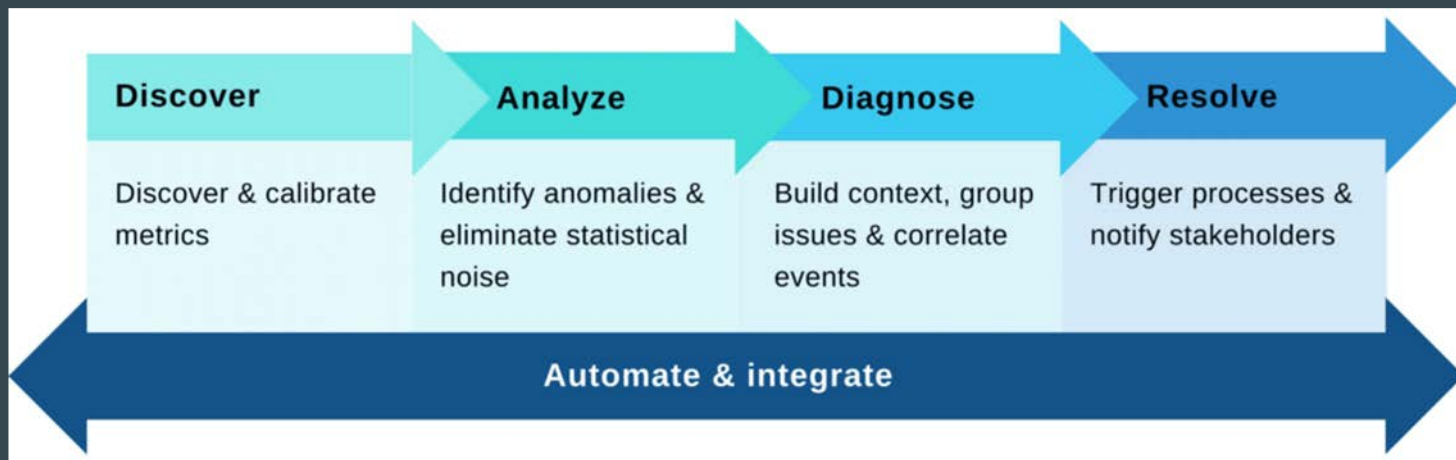 Discover
Analyze
Diagnose
Resolve
Discover & calibrate
metrics
Identify anomalies &
eliminate statistical
noise
Build context, group
issues & correlate
events
Trigger processes &
notify stakeholders
Automate & integrate